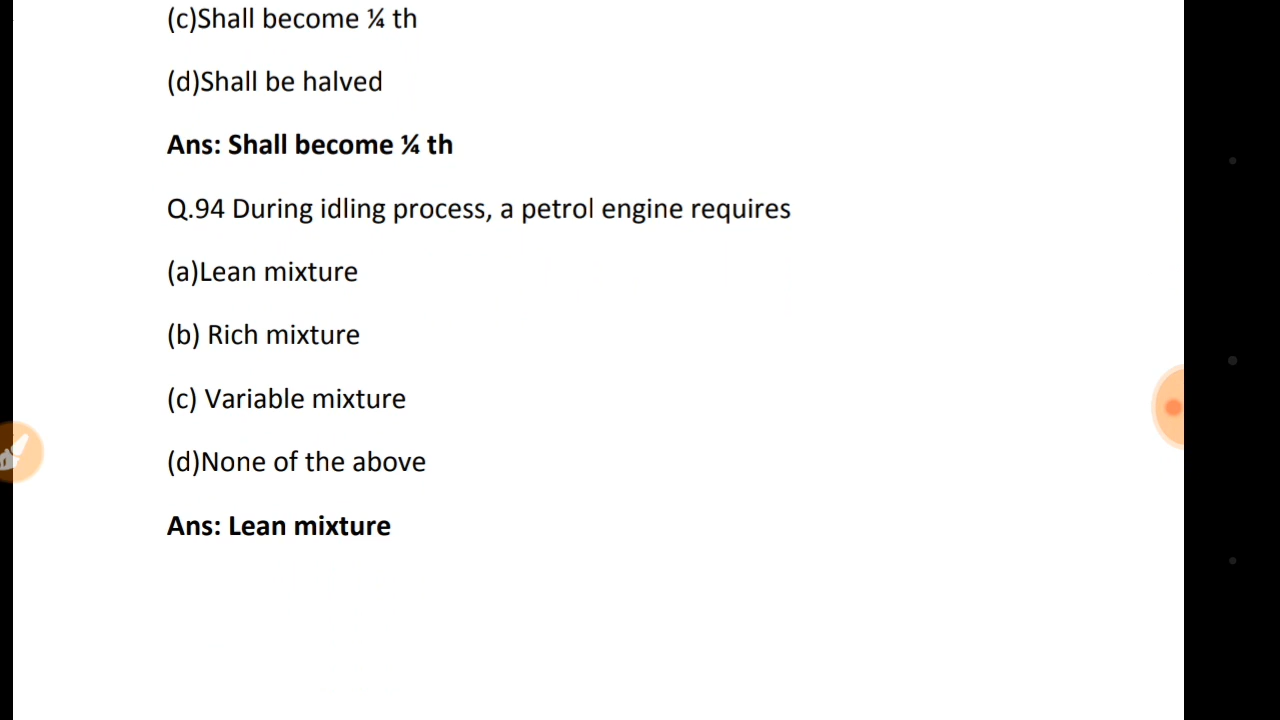 (c)Shall become ¼ th
(d)Shall be halved
Ans: Shall become ¼ th
Q.94 During idling process, a petrol engine requires
(a)Lean mixture
(b) Rich mixture
(c) Variable mixture
(d)None of the above
Ans: Lean mixture